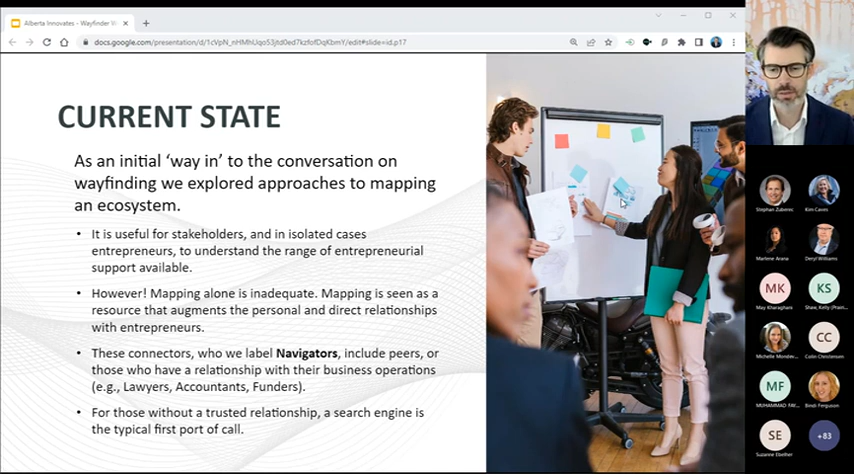 Alberta Innovates - Wayfinder W
docs.google.com/presentation/d/1cVpN_nHMhUqo53jtd0ed7kzfofDqKbmY/edit#slide=id.p17
CURRENT STATE
As an initial ‘way in’ to the conversation on
wayfinding we explored approaches to mapping
an ecosystem.
• It is useful for stakeholders, and in isolated cases
entrepreneurs, to understand the range of entrepreneurial
support available.
• However! Mapping alone is inadequate. Mapping is seen as a
resource that augments the personal and direct relationships
with entrepreneurs.
• These connectors, who we label Navigators, include peers, or
those who have a relationship with their business operations
(e.g., Lawyers, Accountants, Funders).
• For those without a trusted relationship, a search engine is
the typical first port of call.
Stephan Zuberec
Kim Caves
Marlene Arana
Deryl Williams
MK
KS
May Kharaghani
Shaw, Kelly (Prairi...
CC
Michelle Mondev...
Colin Christensen
MF
MUHAMMAD FAY...
Bindi Ferguson
SE
+83
Suzanne Ebelher